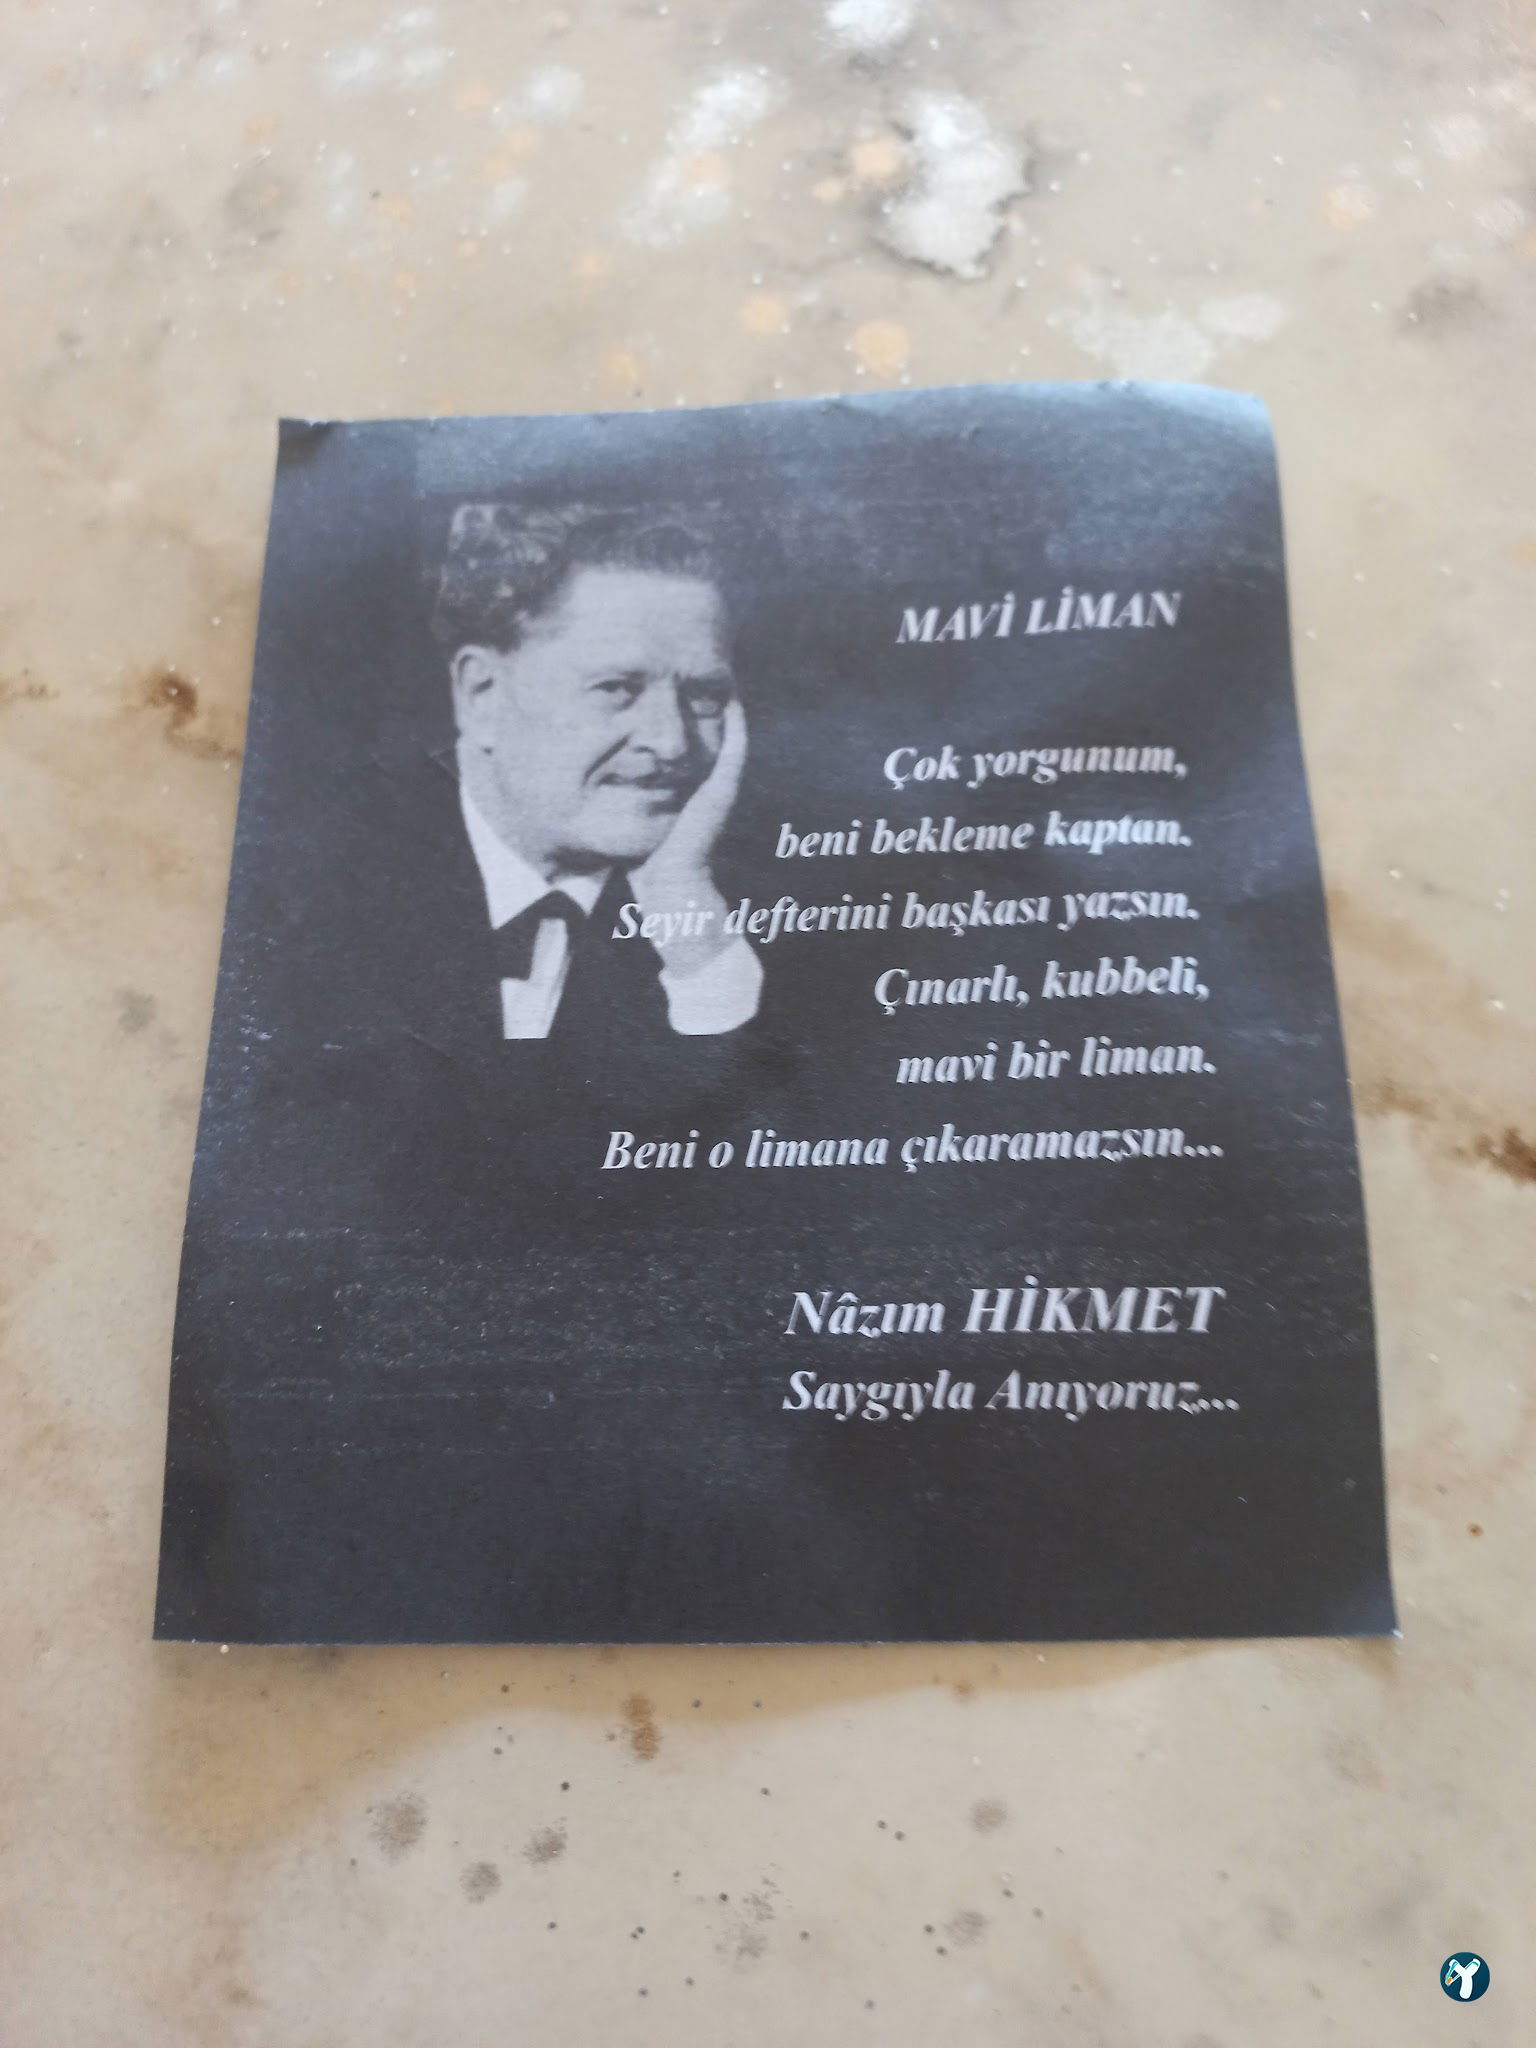 MAVİ LİMAN
Çok yorgunum,
beni bekleme kaptan.
Seyir defterini başkası yazsın.
Çınarlı, kubbeli,
mavi bir liman.
Beni o limana çıkaramazsın...
Nâzım HİKMET
Saygıyla Anıyoruz...